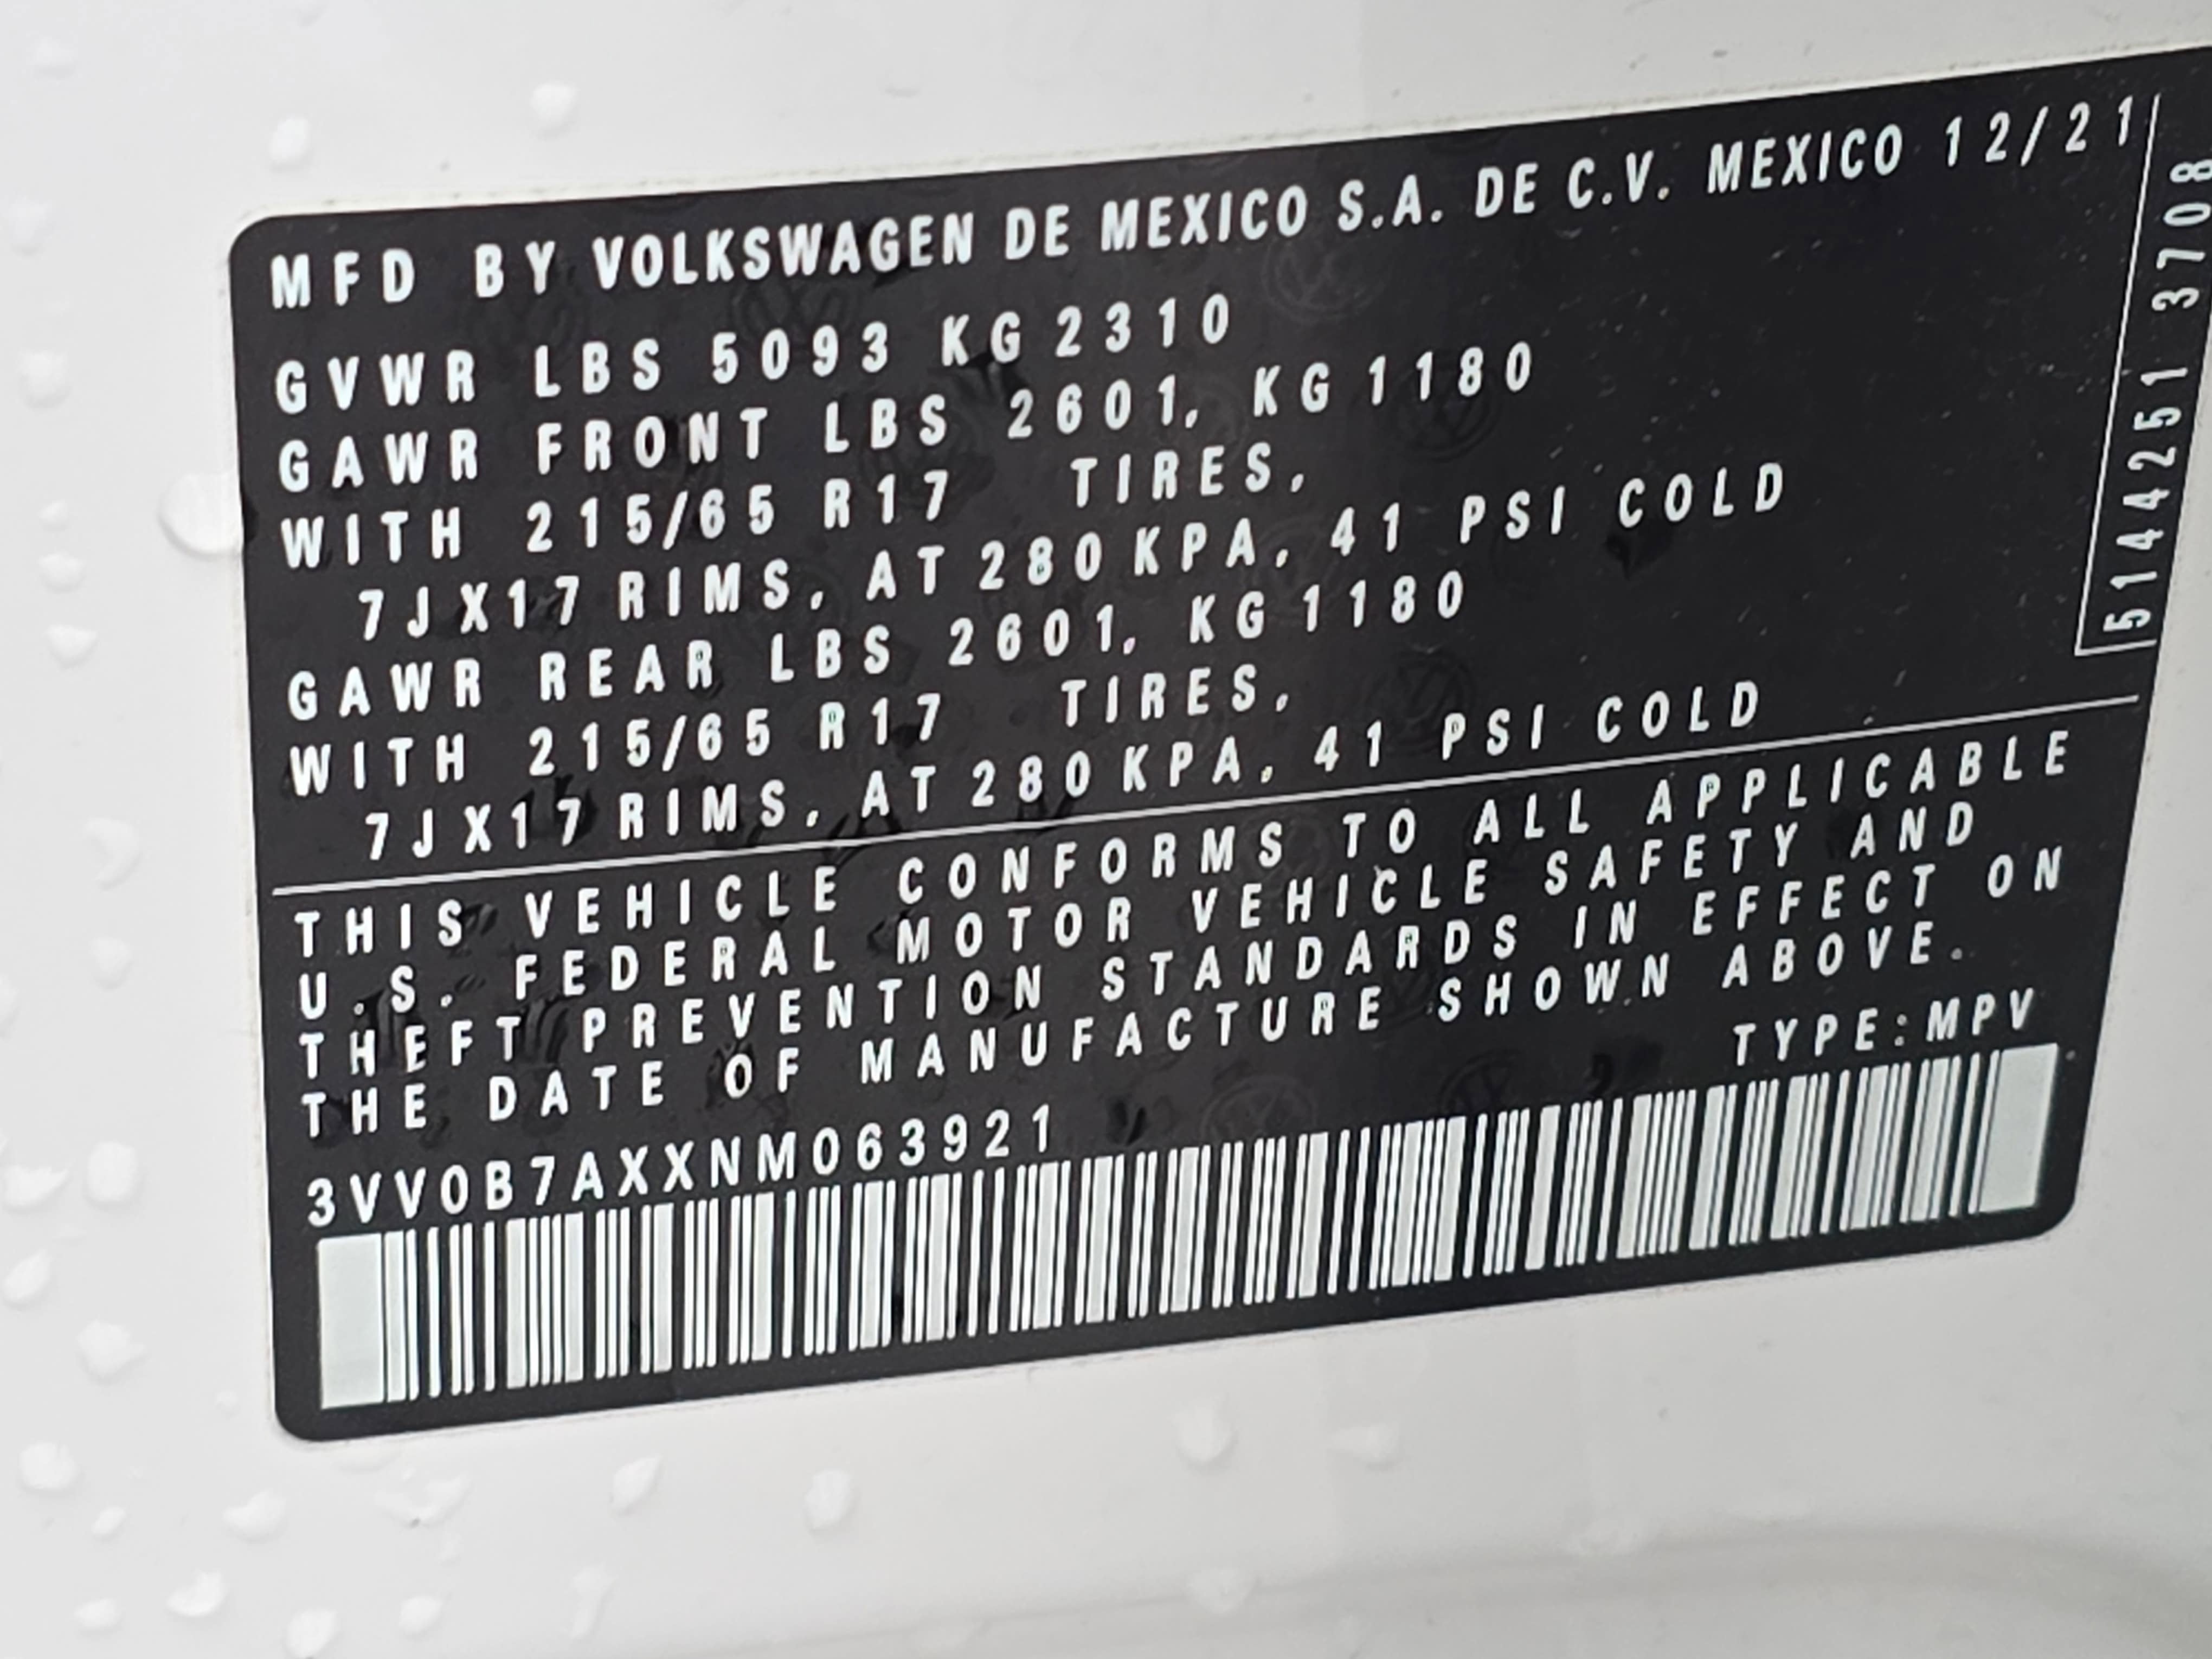 MFD BY VOLKSWAGEN DE MEXICO S.A. DE C.V. MEXICO 12/21
GVWR LBS 5093 KG 2310
GAWR FRONT LBS 2601, KG 1180
WITH 215/65 R17 TIRES,
7JX17 RIMS, AT 280 KPA, 41 PSI COLD
GAWR REAR LBS 2601, KG 1180
WITH 215/65 R17 TIRES,
7JX17 RIMS, AT 280 KPA, 41 PSI COLD
5144251 3708
THIS VEHICLE CONFORMS TO ALL APPLICABLE
U.S. FEDERAL MOTOR VEHICLE SAFETY AND
THEFT PREVENTION STANDARDS IN EFFECT ON
THE DATE OF MANUFACTURE SHOWN ABOVE.
TYPE:MPV
3VV0B7AXXNM063921